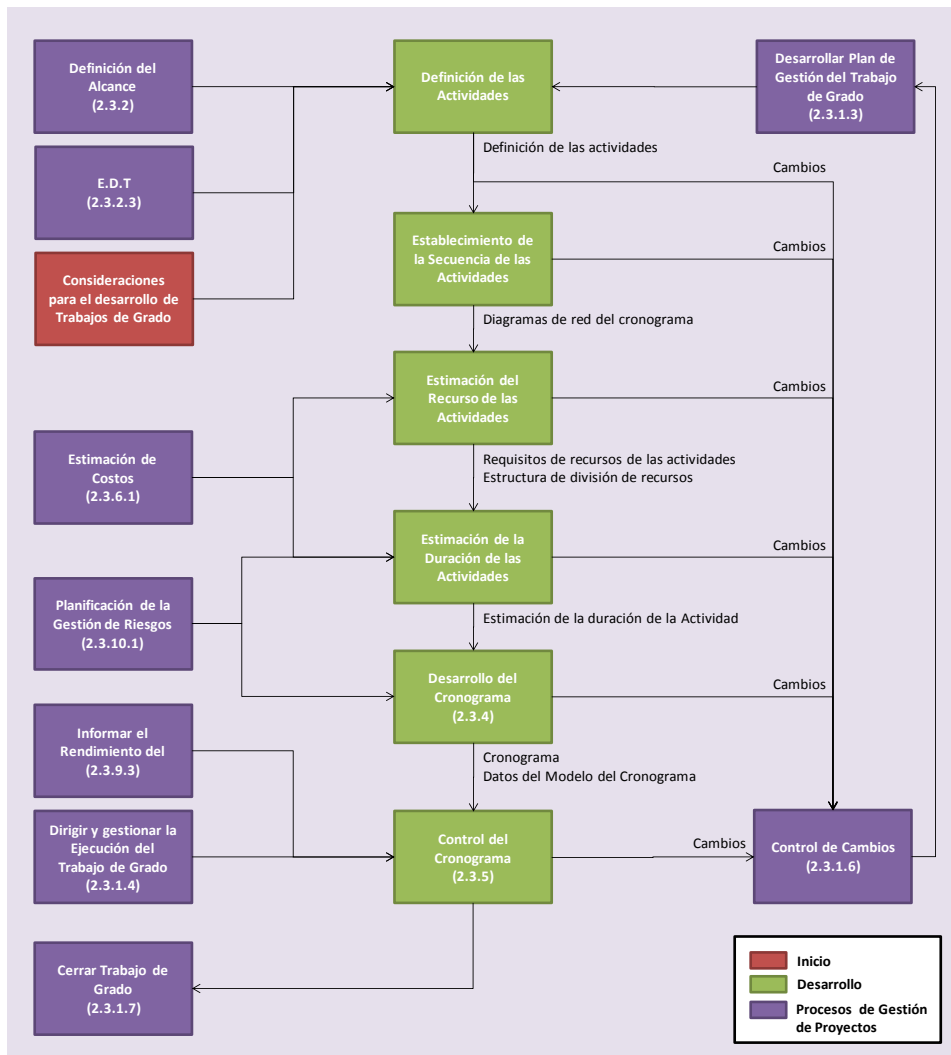 Definición del
Alcance
(2.3.2)
Definición de las
Actividades
Desarrollar Plan de
Gestión del Trabajo
de Grado
(2.3.1.3)
Definición de las actividades
Cambios
E.D.T
(2.3.2.3)
Establecimiento de
la Secuencia de las
Actividades
Cambios
Consideraciones
para el desarrollo de
Trabajos de Grado
Diagramas de red del cronograma
Estimación del
Recurso de las
Actividades
Cambios
Estimación de
Costos
(2.3.6.1)
Requisitos de recursos de las actividades
Estructura de división de recursos
Estimación de la
Duración de las
Actividades
Cambios
Planificación de la
Gestión de Riesgos
(2.3.10.1)
Estimación de la duración de la Actividad
Desarrollo del
Cronograma
(2.3.4)
Cambios
Informar el
Rendimiento del
(2.3.9.3)
Cronograma
Datos del Modelo del Cronograma
Dirigir y gestionar la
Ejecución del
Trabajo de Grado
(2.3.1.4)
Control del
Cronograma
(2.3.5)
Cambios
Control de Cambios
(2.3.1.6)
Cerrar Trabajo de
Grado
(2.3.1.7)
Inicio
Desarrollo
Procesos de Gestión
de Proyectos